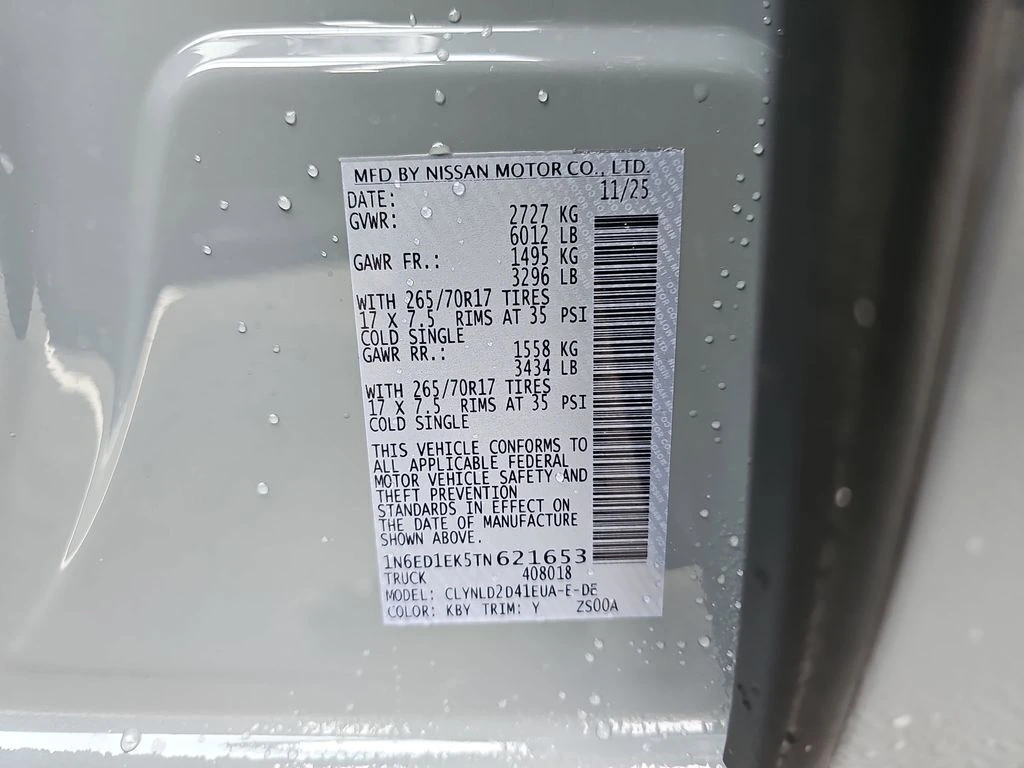 MFD BY NISSAN MOTOR CO., LTD.
DATE: 11/25
GVWR: 2727 KG
6012 LB
GAWR FR.: 1495 KG
3296 LB
WITH 265/70R17 TIRES
17 X 7.5 RIMS AT 35 PSI
COLD SINGLE
GAWR RR.: 1558 KG
3434 LB
WITH 265/70R17 TIRES
17 X 7.5 RIMS AT 35 PSI
COLD SINGLE
THIS VEHICLE CONFORMS TO
ALL APPLICABLE FEDERAL
MOTOR VEHICLE SAFETY AND
THEFT PREVENTION
STANDARDS IN EFFECT ON
THE DATE OF MANUFACTURE
SHOWN ABOVE.
1N6ED1EK5TN621653
TRUCK 408018
MODEL: CLYNLD2D41EUA-E-DE
COLOR: KBY TRIM: Y ZS00A